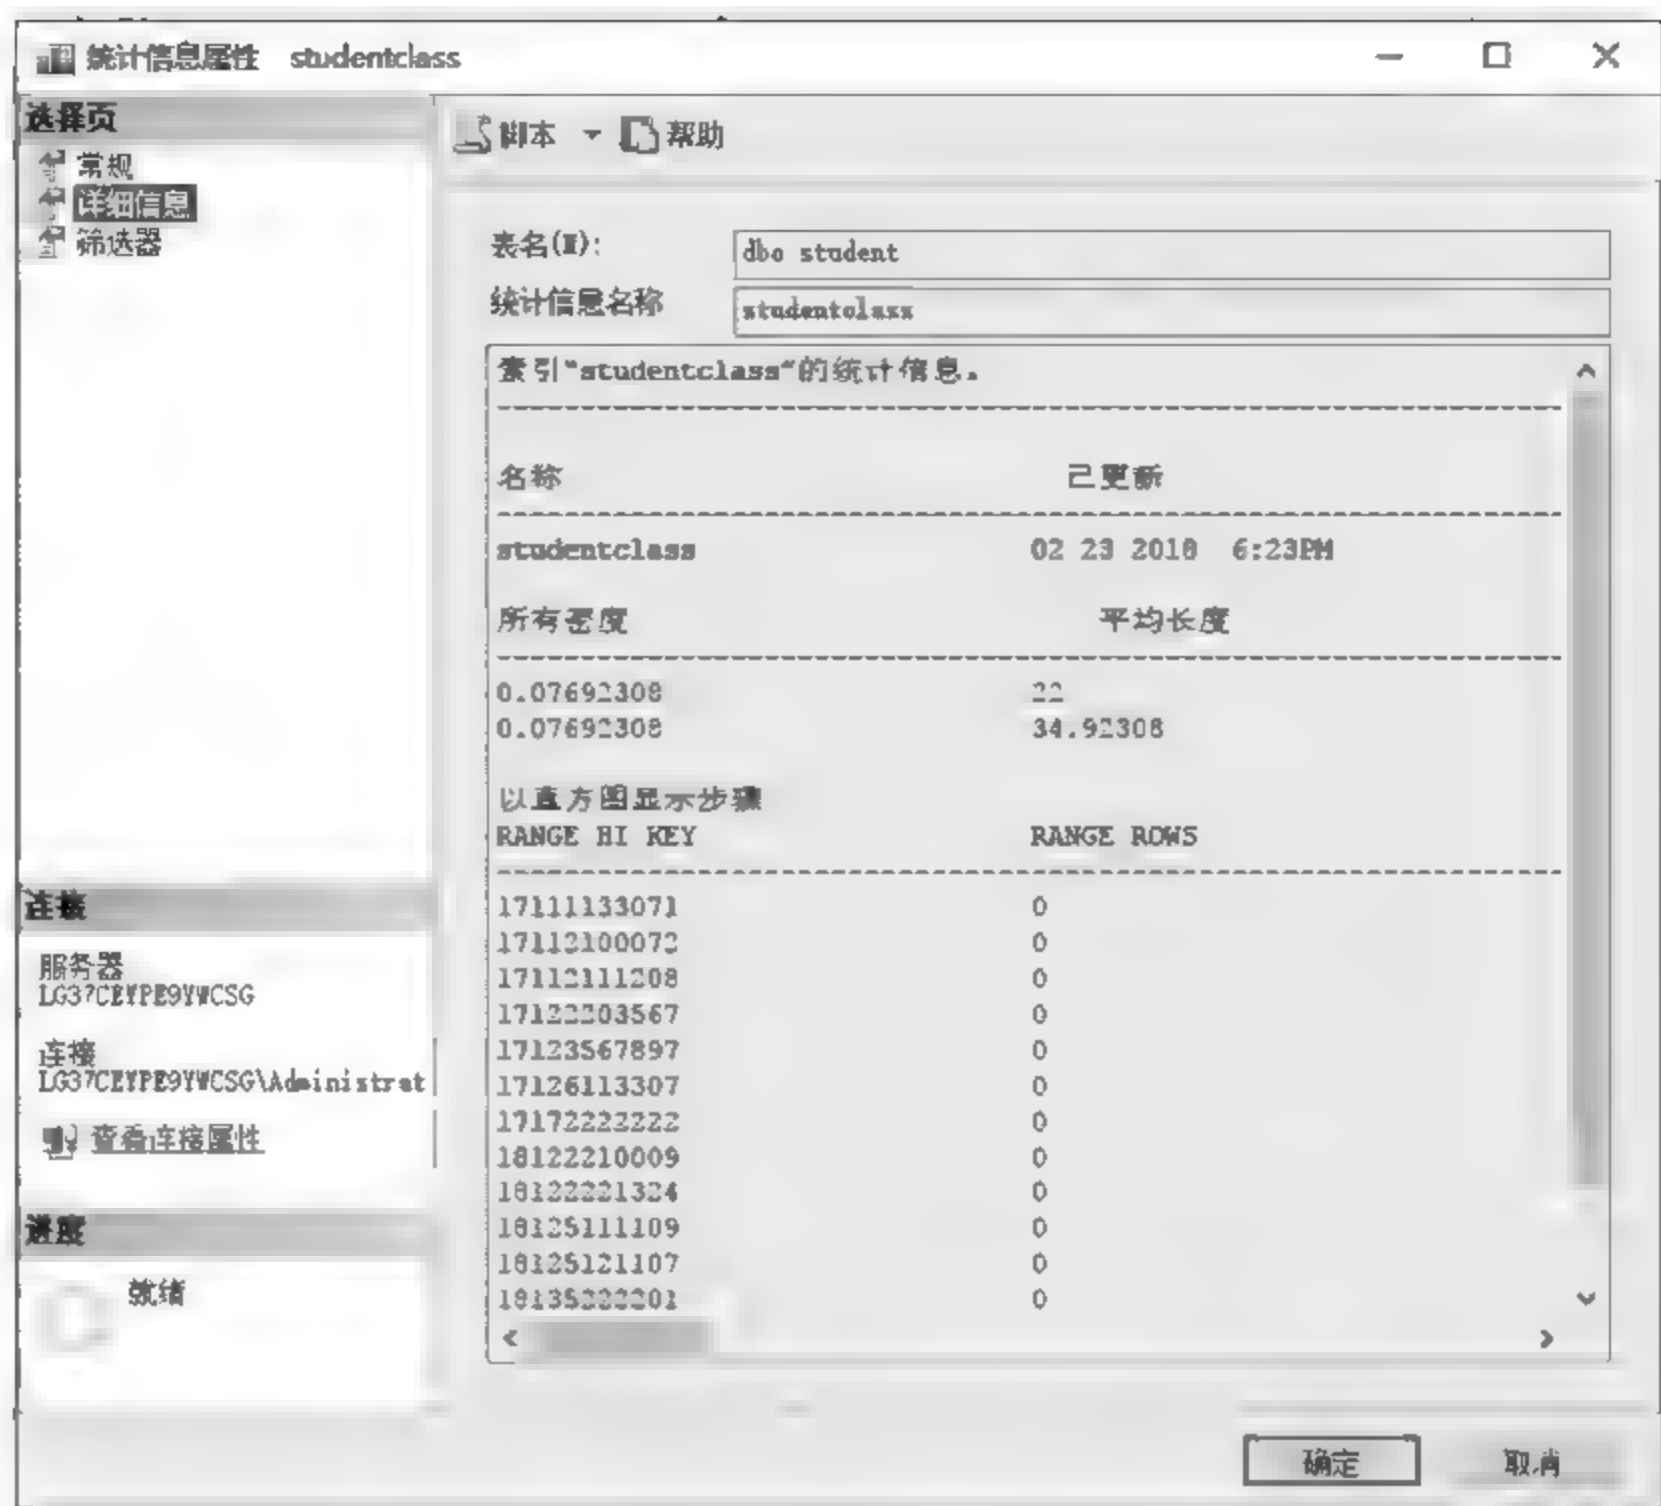 统计信息属性 studentclass
选择页
常规
详细信息
筛选器
脚本 帮助
表名(N): dbo student
统计信息名称 studentclass
索引"studentclass"的统计信息.
名称 已更新
studentclass 02 23 2018 6:23PM
所有密度 平均长度
0.07692308 22
0.07692308 34.92308
以直方图显示步骤
RANGE HI KEY RANGE ROWS
17111133071 0
17112100072 0
17112111208 0
17122203567 0
17123567897 0
17126113307 0
17172222222 0
18122210009 0
18122221324 0
18125111109 0
18125121107 0
18135222201 0
连接
服务器
LG37CEYPE9YWCSG
连接
LG37CEYPE9YWCSG\Administrat
查看连接属性
进度
就绪
确定 取消